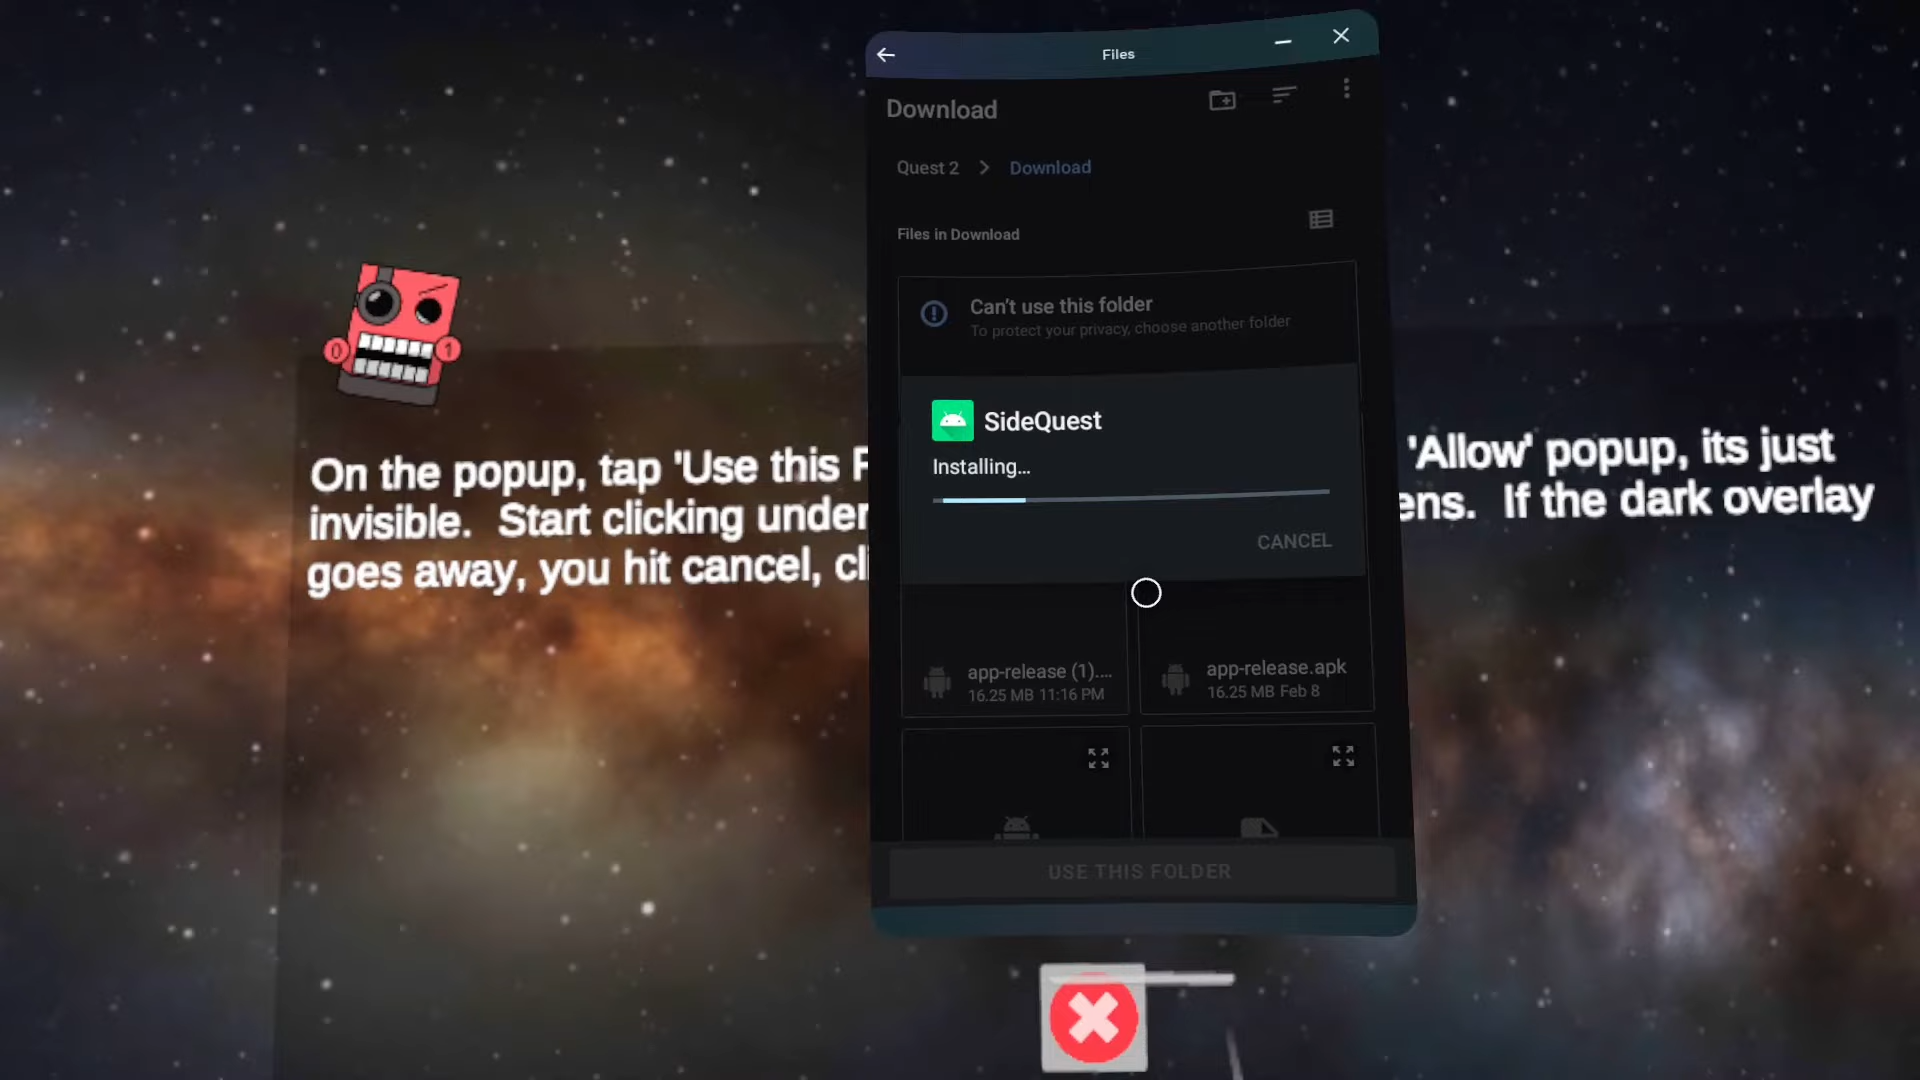 Files
Download
Quest 2 > Download
Files in Download
Can't use this folder
To protect your privacy, choose another folder
SideQuest
Installing...
CANCEL
app-release (1)....
16.25 MB 11:16 PM
app-release.apk
16.25 MB Feb 8
USE THIS FOLDER
On the popup, tap 'Use this 'Allow' popup, its just
invisible. Start clicking under ens. If the dark overlay
goes away, you hit cancel,
0 1